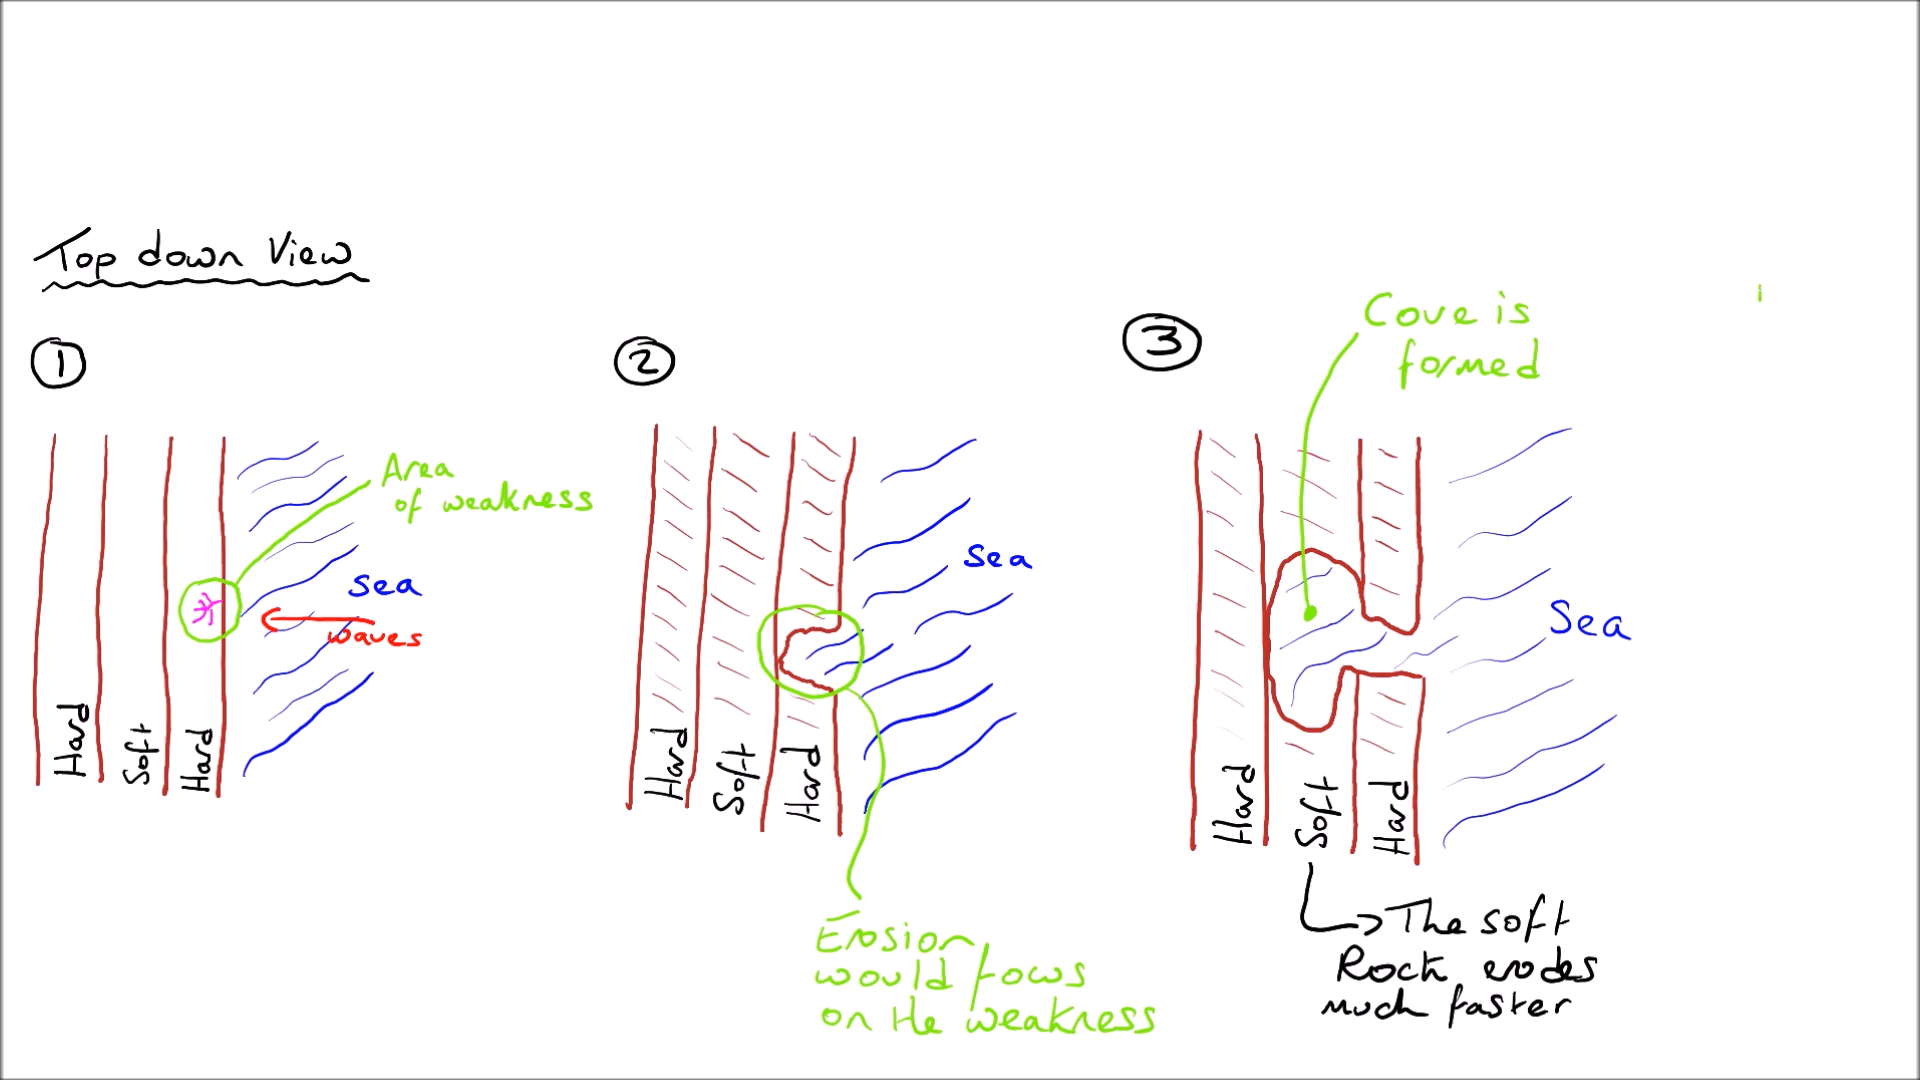 Top down View
1
Area
of weakness
sea
waves
Hard
Soft
Hard
2
sea
Hard
Soft
Hard
Erosion
would focus
on the weakness
3
Cove is
formed
Sea
Hard
Soft
Hard
The soft
Rock erodes
much faster